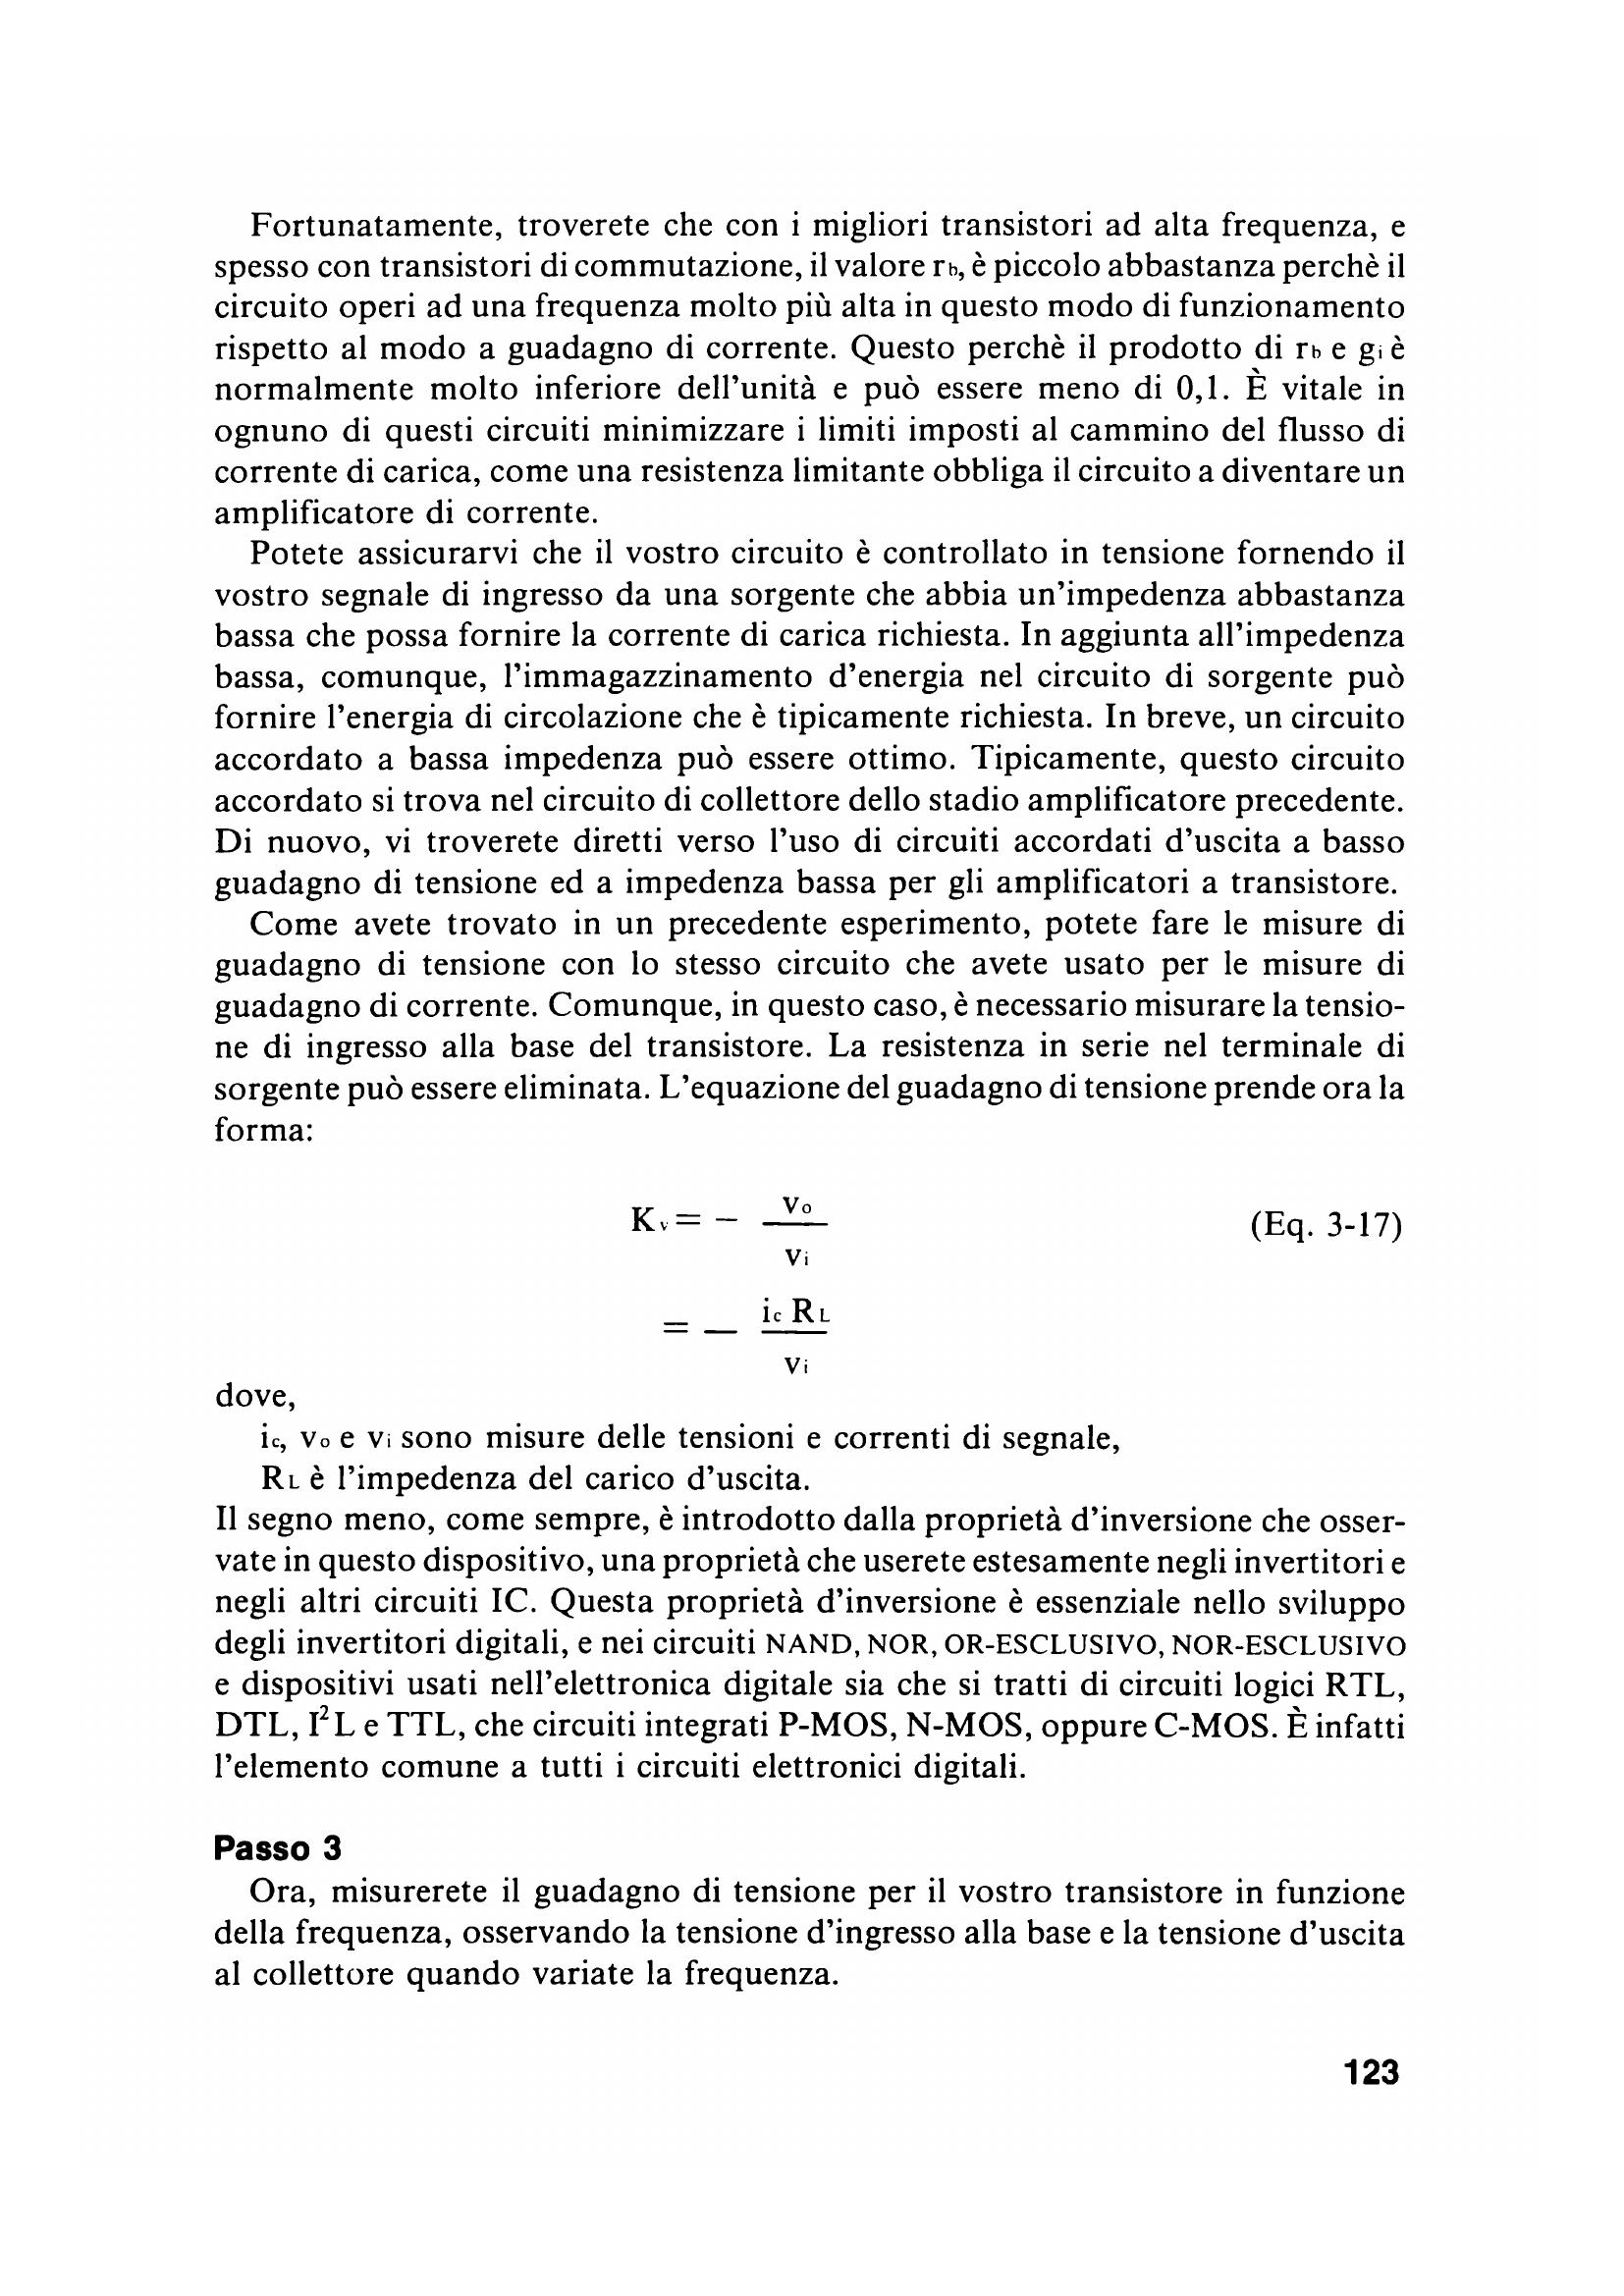 Fortunatamente, troverete che con i migliori transistori ad alta frequenza, e
spesso con transistori di commutazione, il valore rb, è piccolo abbastanza perchè il
circuito operi ad una frequenza molto più alta in questo modo di funzionamento
rispetto al modo a guadagno di corrente. Questo perchè il prodotto di rb e gi è
normalmente molto inferiore dell'unità e può essere meno di 0,1. È vitale in
ognuno di questi circuiti minimizzare i limiti imposti al cammino del flusso di
corrente di carica, come una resistenza limitante obbliga il circuito a diventare un
amplificatore di corrente.
Potete assicurarvi che il vostro circuito è controllato in tensione fornendo il
vostro segnale di ingresso da una sorgente che abbia un'impedenza abbastanza
bassa che possa fornire la corrente di carica richiesta. In aggiunta all'impedenza
bassa, comunque, l'immagazzinamento d'energia nel circuito di sorgente può
fornire l'energia di circolazione che è tipicamente richiesta. In breve, un circuito
accordato a bassa impedenza può essere ottimo. Tipicamente, questo circuito
accordato si trova nel circuito di collettore dello stadio amplificatore precedente.
Di nuovo, vi troverete diretti verso l'uso di circuiti accordati d'uscita a basso
guadagno di tensione ed a impedenza bassa per gli amplificatori a transistore.
Come avete trovato in un precedente esperimento, potete fare le misure di
guadagno di tensione con lo stesso circuito che avete usato per le misure di
guadagno di corrente. Comunque, in questo caso, è necessario misurare la tensio-
ne di ingresso alla base del transistore. La resistenza in serie nel terminale di
sorgente può essere eliminata. L'equazione del guadagno di tensione prende ora la
forma:
Kv = − vo / vi (Eq. 3-17)
= − ic RL / vi
dove,
ic, vo e vi sono misure delle tensioni e correnti di segnale,
RL è l'impedenza del carico d'uscita.
Il segno meno, come sempre, è introdotto dalla proprietà d'inversione che osser-
vate in questo dispositivo, una proprietà che userete estesamente negli invertitori e
negli altri circuiti IC. Questa proprietà d'inversione è essenziale nello sviluppo
degli invertitori digitali, e nei circuiti NAND, NOR, OR-ESCLUSIVO, NOR-ESCLUSIVO
e dispositivi usati nell'elettronica digitale sia che si tratti di circuiti logici RTL,
DTL, I²L e TTL, che circuiti integrati P-MOS, N-MOS, oppure C-MOS. È infatti
l'elemento comune a tutti i circuiti elettronici digitali.
Passo 3
Ora, misurerete il guadagno di tensione per il vostro transistore in funzione
della frequenza, osservando la tensione d'ingresso alla base e la tensione d'uscita
al collettore quando variate la frequenza.
123